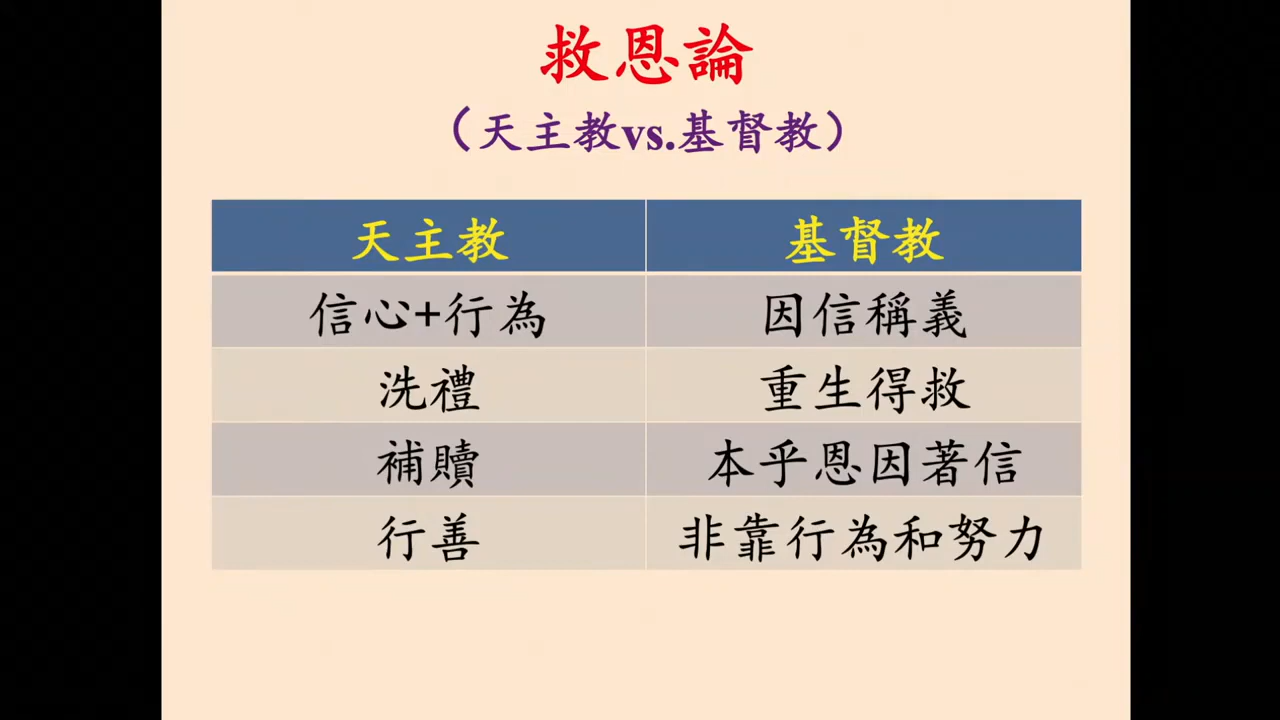 救恩論
（天主教vs.基督教）
天主教 基督教
信心+行為 因信稱義
洗禮 重生得救
補贖 本乎恩因著信
行善 非靠行為和努力